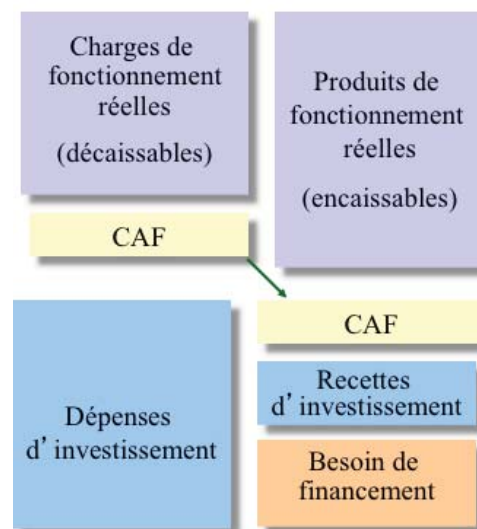 Charges de
fonctionnement
réelles
(décaissables)
Produits de
fonctionnement
réelles
(encaissables)
CAF
CAF
Dépenses
d’investissement
Recettes
d’investissement
Besoin de
financement